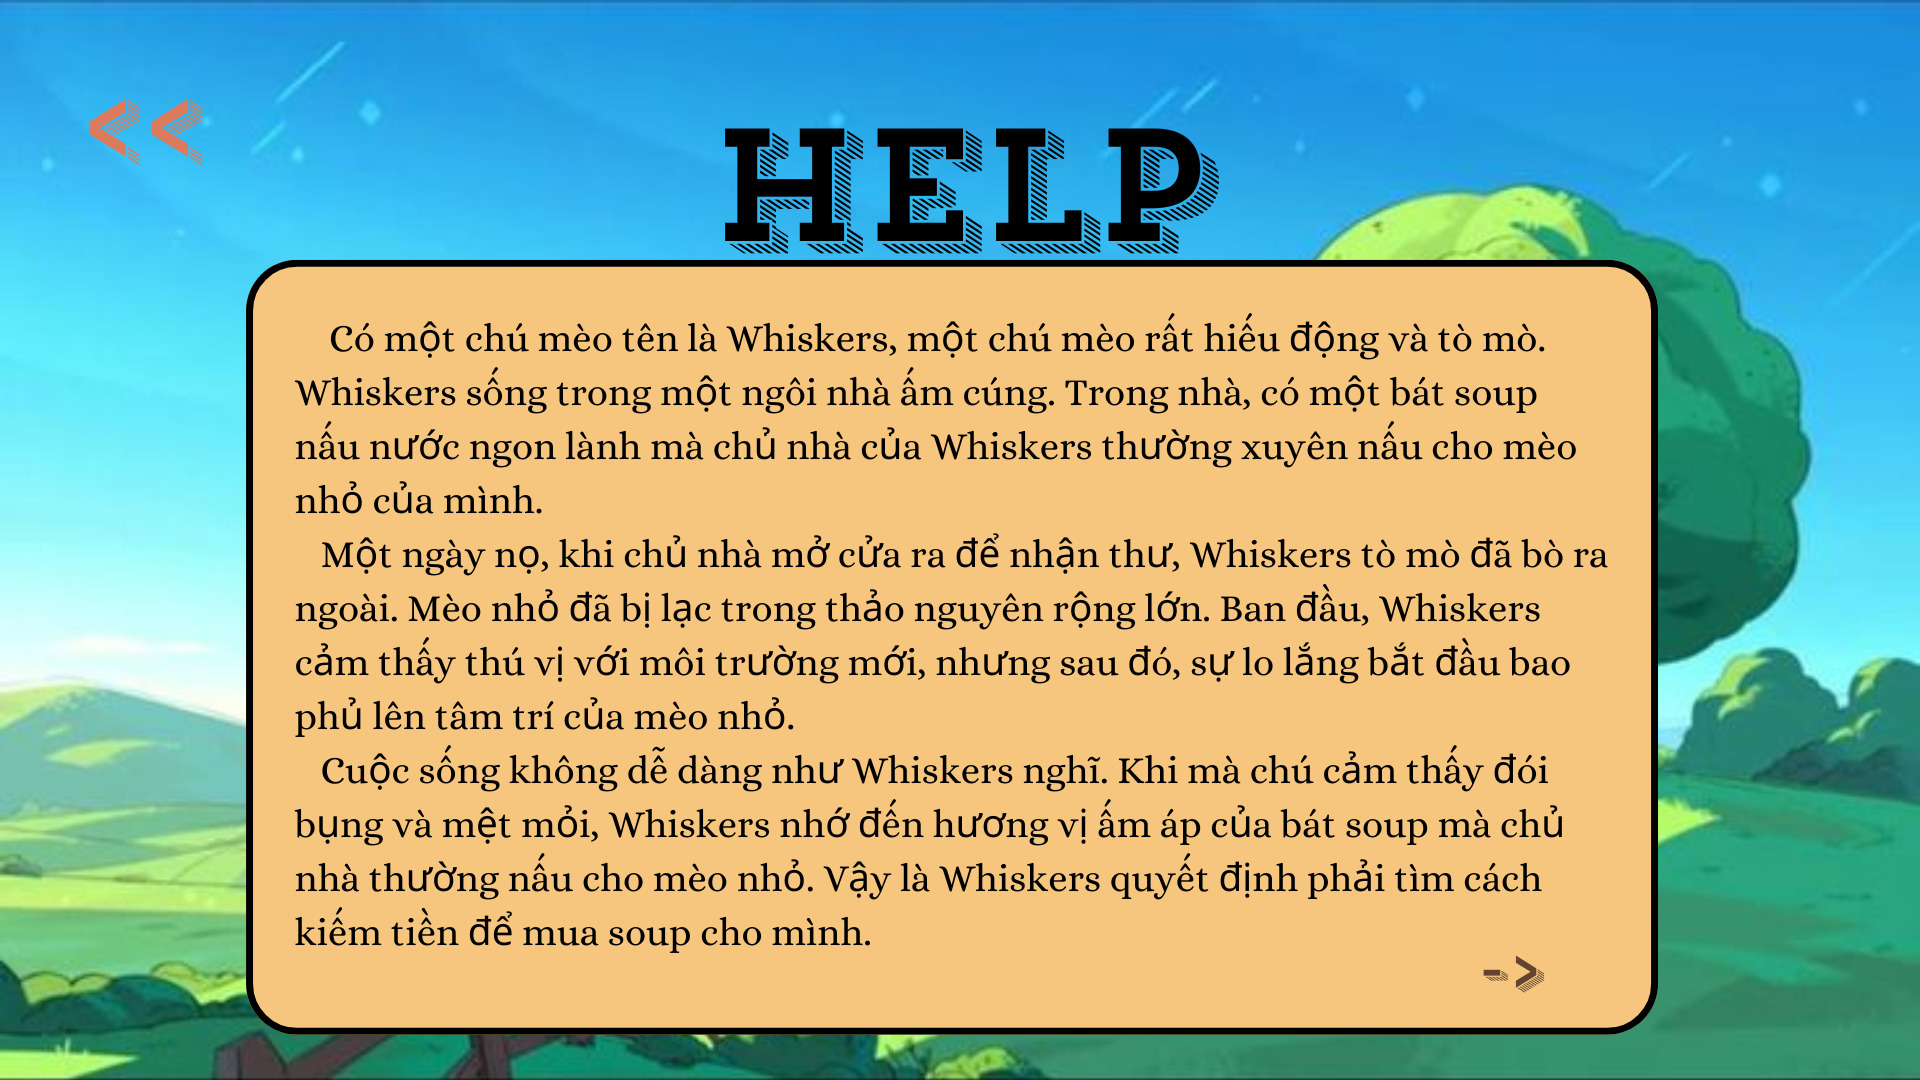 <<
HELP
Có một chú mèo tên là Whiskers, một chú mèo rất hiếu động và tò mò.
Whiskers sống trong một ngôi nhà ấm cúng. Trong nhà, có một bát soup
nấu nước ngon lành mà chủ nhà của Whiskers thường xuyên nấu cho mèo
nhỏ của mình.
Một ngày nọ, khi chủ nhà mở cửa ra để nhận thư, Whiskers tò mò đã bò ra
ngoài. Mèo nhỏ đã bị lạc trong thảo nguyên rộng lớn. Ban đầu, Whiskers
cảm thấy thú vị với môi trường mới, nhưng sau đó, sự lo lắng bắt đầu bao
phủ lên tâm trí của mèo nhỏ.
Cuộc sống không dễ dàng như Whiskers nghĩ. Khi mà chú cảm thấy đói
bụng và mệt mỏi, Whiskers nhớ đến hương vị ấm áp của bát soup mà chủ
nhà thường nấu cho mèo nhỏ. Vậy là Whiskers quyết định phải tìm cách
kiếm tiền để mua soup cho mình.
->